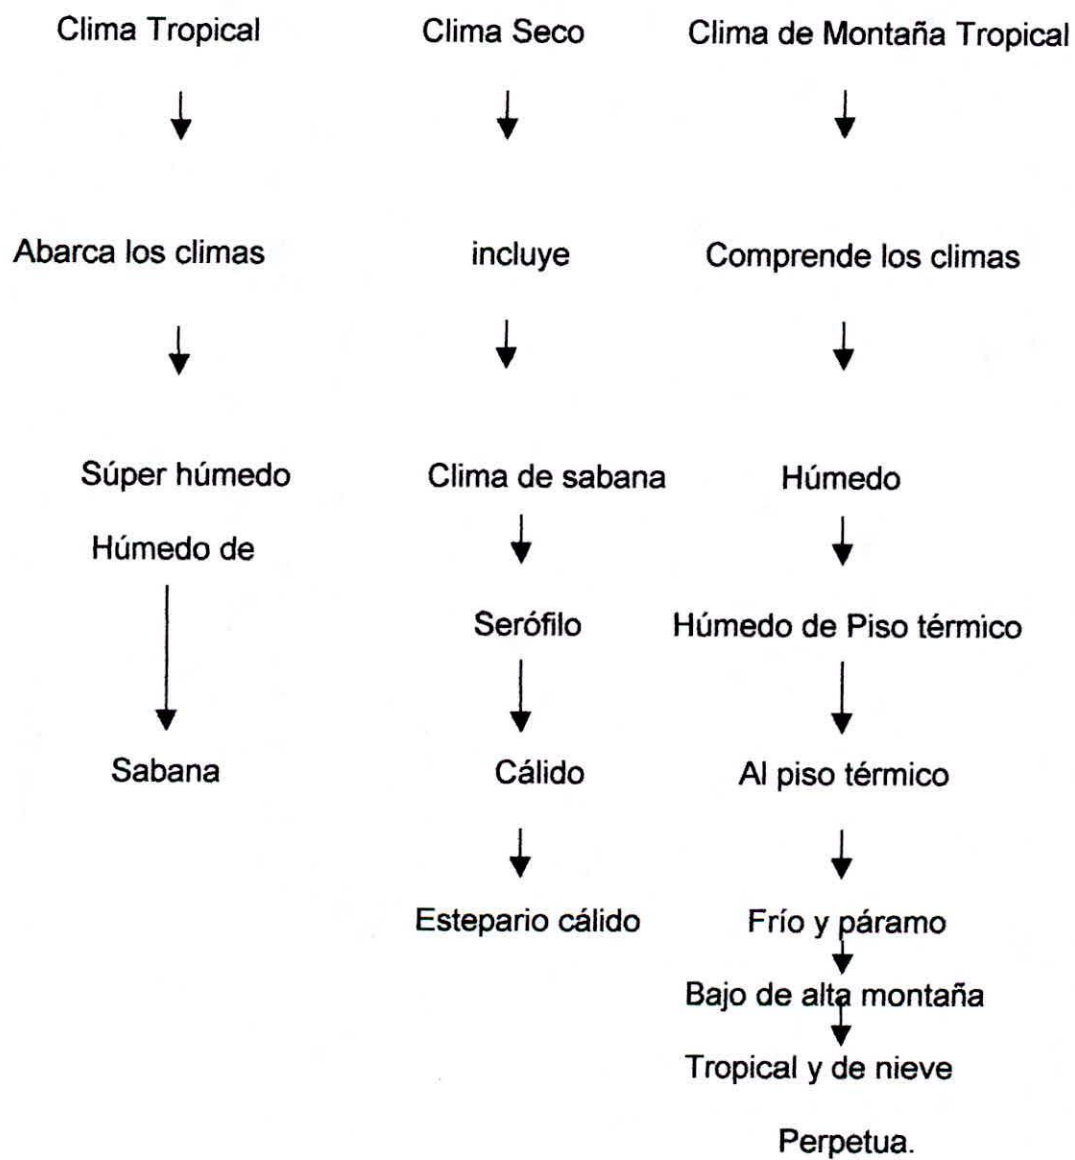 Clima Tropical
Abarca los climas
Súper húmedo
Húmedo de
Sabana
Clima Seco
incluye
Clima de sabana
Serófilo
Cálido
Estepario cálido
Clima de Montaña Tropical
Comprende los climas
Húmedo
Húmedo de Piso térmico
Al piso térmico
Frío y páramo
Bajo de alta montaña
Tropical y de nieve
Perpetua.